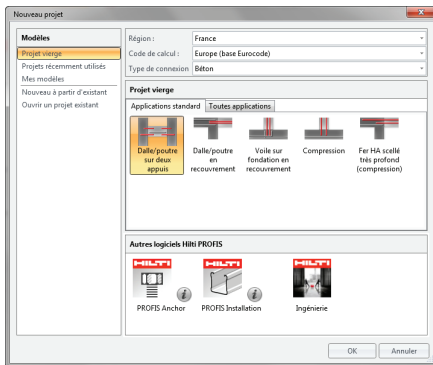 Nouveau projet
Modèles
Projet vierge
Projets récemment utilisés
Mes modèles
Nouveau à partir d'existant
Ouvrir un projet existant
Région : France
Code de calcul : Europe (base Eurocode)
Type de connexion Béton
Projet vierge
Applications standard Toutes applications
Dalle/poutre sur deux appuis
Dalle/poutre en recouvrement
Voile sur fondation en recouvrement
Compression
Fer HA scellé très profond (compression)
Autres logiciels Hilti PROFIS
HILTI HILTI HILTI
PROFIS Anchor PROFIS Installation Ingénierie
OK Annuler